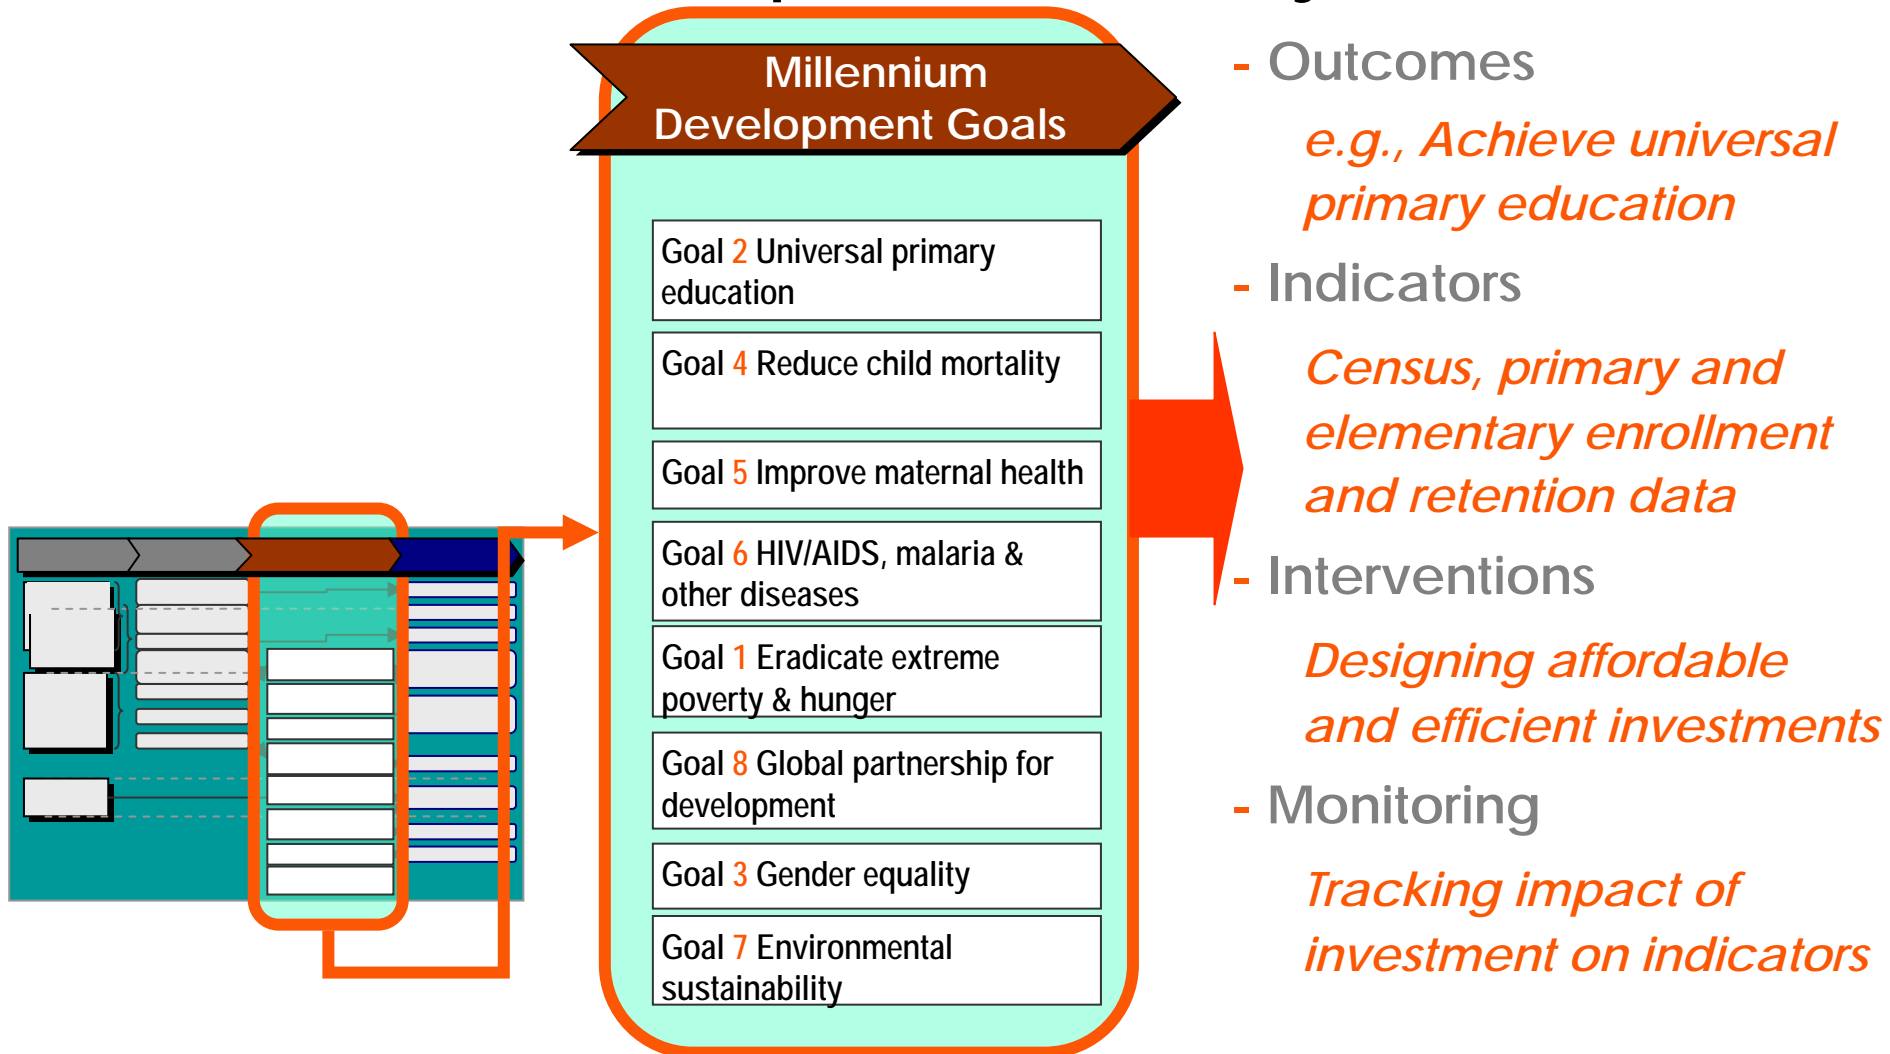 Millennium
Development Goals
Goal 2 Universal primary
education
Goal 4 Reduce child mortality
Goal 5 Improve maternal health
Goal 6 HIV/AIDS, malaria &
other diseases
Goal 1 Eradicate extreme
poverty & hunger
Goal 8 Global partnership for
development
Goal 3 Gender equality
Goal 7 Environmental
sustainability
- Outcomes
e.g., Achieve universal
primary education
- Indicators
Census, primary and
elementary enrollment
and retention data
- Interventions
Designing affordable
and efficient investments
- Monitoring
Tracking impact of
investment on indicators